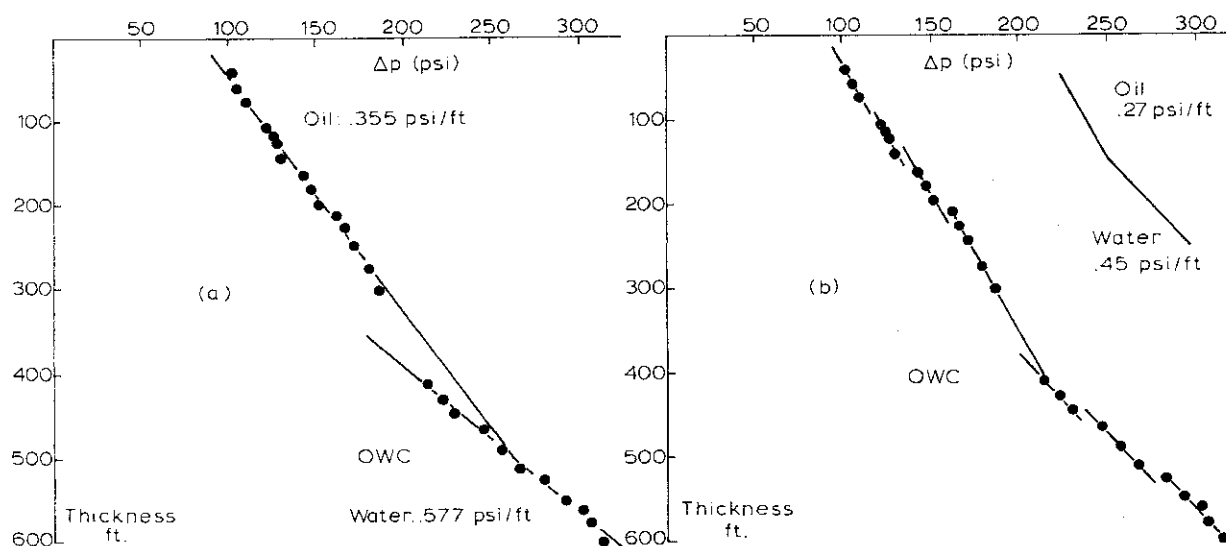 50 100 150 200 250 300
Δp (psi)
Oil: .355 psi/ft
100
200
(a)
300
400
OWC
500
Water..577 psi/ft
Thickness
ft.
600
50 100 150 200 250 300
Δp (psi)
Oil
.27psi/ft
100
200
Water
.45 psi/ft
(b)
300
400
OWC
500
Thickness
ft.
600